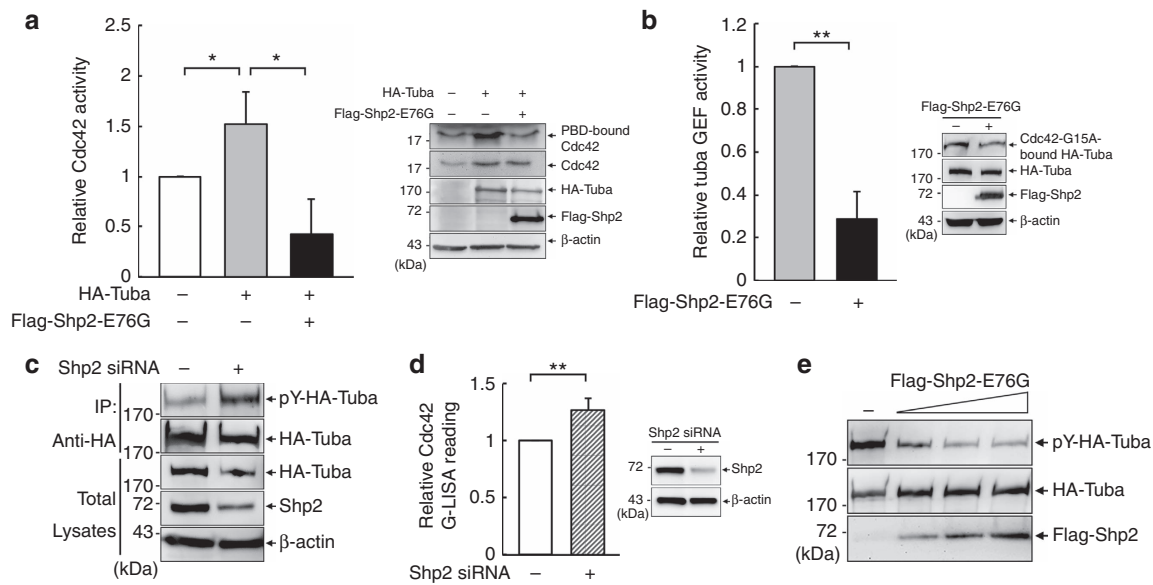 a
Relative Cdc42 activity
2.5
2
1.5
1
0.5
0
* *
HA-Tuba – + +
Flag-Shp2-E76G – – +
HA-Tuba – + +
Flag-Shp2-E76G – – +
17 PBD-bound
Cdc42
17 Cdc42
170 HA-Tuba
72 Flag-Shp2
43 β-actin
(kDa)
b
Relative tuba GEF activity
1.2
1
0.8
0.6
0.4
0.2
0
**
Flag-Shp2-E76G – +
Flag-Shp2-E76G
– +
170 Cdc42-G15A-
bound HA-Tuba
170 HA-Tuba
72 Flag-Shp2
43 β-actin
(kDa)
c
Shp2 siRNA – +
IP:
Anti-HA
170 pY-HA-Tuba
170 HA-Tuba
Total
Lysates
170 HA-Tuba
72 Shp2
43 β-actin
(kDa)
d
Relative Cdc42
G-LISA reading
1.5
1
0.5
0
**
Shp2 siRNA – +
Shp2 siRNA
– +
72 Shp2
43 β-actin
(kDa)
e
Flag-Shp2-E76G
–
170 pY-HA-Tuba
170 HA-Tuba
72 Flag-Shp2
(kDa)